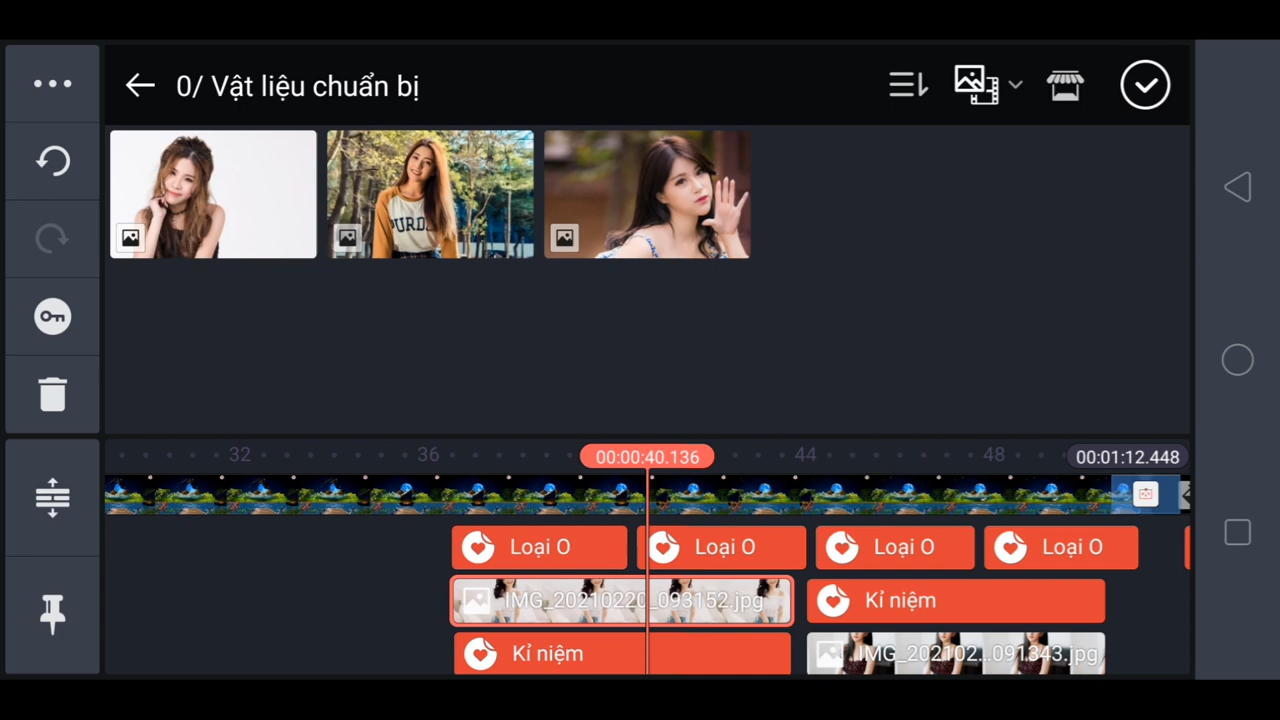 0/ Vật liệu chuẩn bị
PURD
32
36
00:00:40.136
44
48
00:01:12.448
Loại O
Loại O
Loại O
Loại O
IMG_20210220_093152.jpg
Kỉ niệm
Kỉ niệm
IMG_202102...091343.jpg